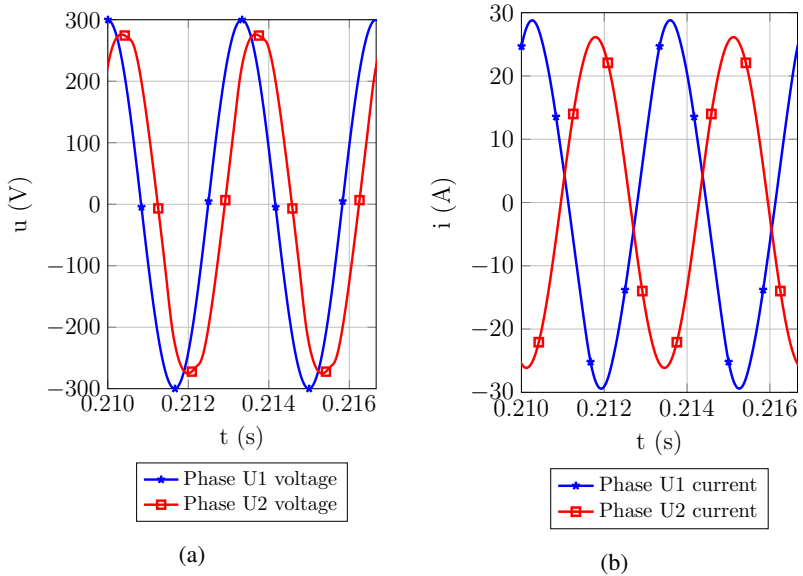 300
200
100
0
−100
−200
−300
u (V)
0.210 0.212 0.214 0.216
t (s)
Phase U1 voltage
Phase U2 voltage
(a)
30
20
10
0
−10
−20
−30
i (A)
0.210 0.212 0.214 0.216
t (s)
Phase U1 current
Phase U2 current
(b)